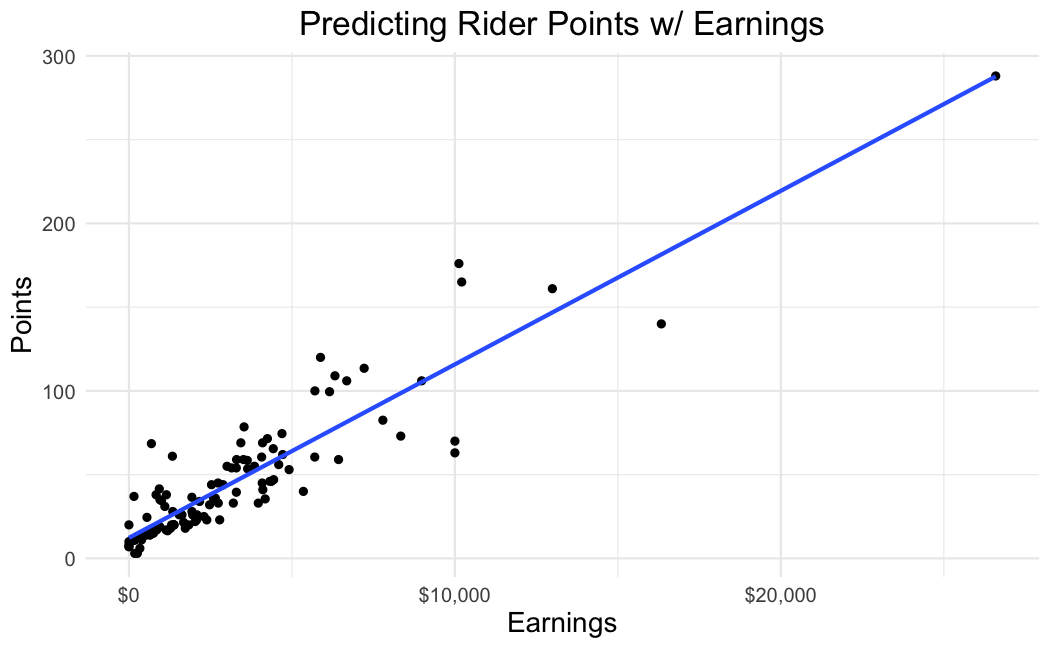 Predicting Rider Points w/ Earnings
300
200
100
0
Points
$0 $10,000 $20,000
Earnings